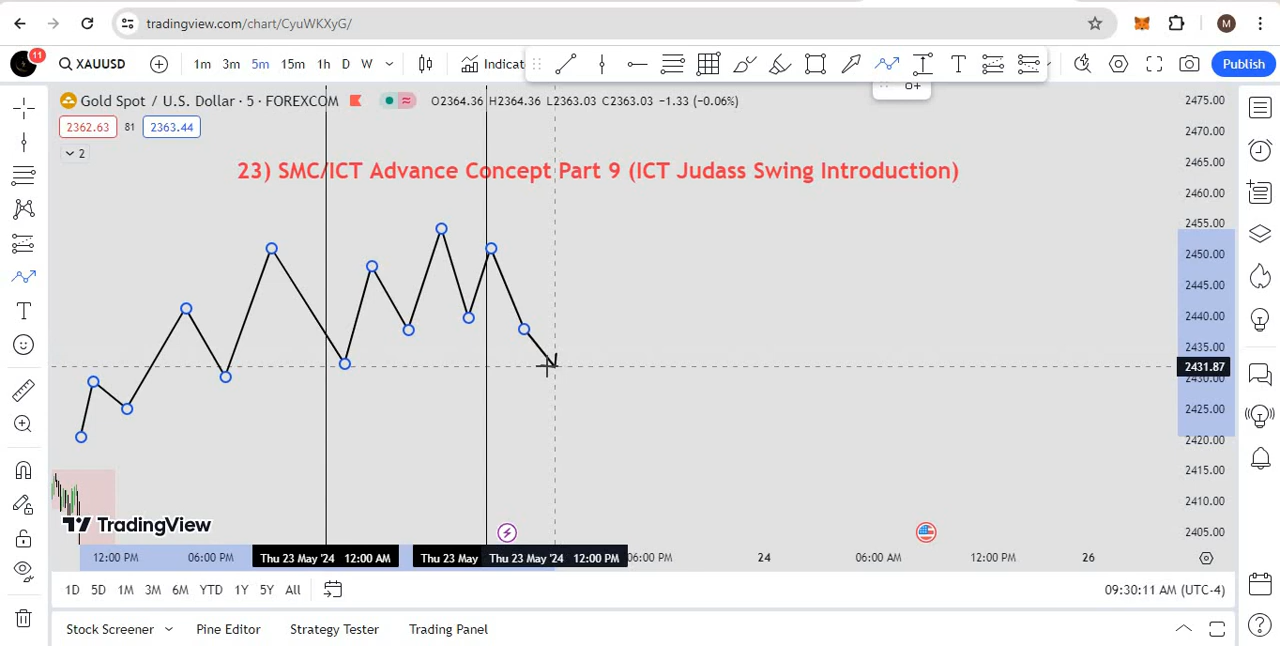 tradingview.com/chart/CyuWKXyG/
M
11
XAUUSD
1m 3m 5m 15m 1h D W
Indicat
T
Publish
Gold Spot / U.S. Dollar · 5 · FOREXCOM
O2364.36 H2364.36 L2363.03 C2363.03 −1.33 (−0.06%)
2362.63 81 2363.44
2
23) SMC/ICT Advance Concept Part 9 (ICT Judass Swing Introduction)
2475.00
2470.00
2465.00
2460.00
2455.00
2450.00
2445.00
2440.00
2435.00
2431.87
2430.00
2425.00
2420.00
2415.00
2410.00
2405.00
TradingView
12:00 PM 06:00 PM Thu 23 May '24 12:00 AM Thu 23 May Thu 23 May '24 12:00 PM 06:00 PM 24 06:00 AM 12:00 PM 26
1D 5D 1M 3M 6M YTD 1Y 5Y All
09:30:11 AM (UTC-4)
Stock Screener Pine Editor Strategy Tester Trading Panel